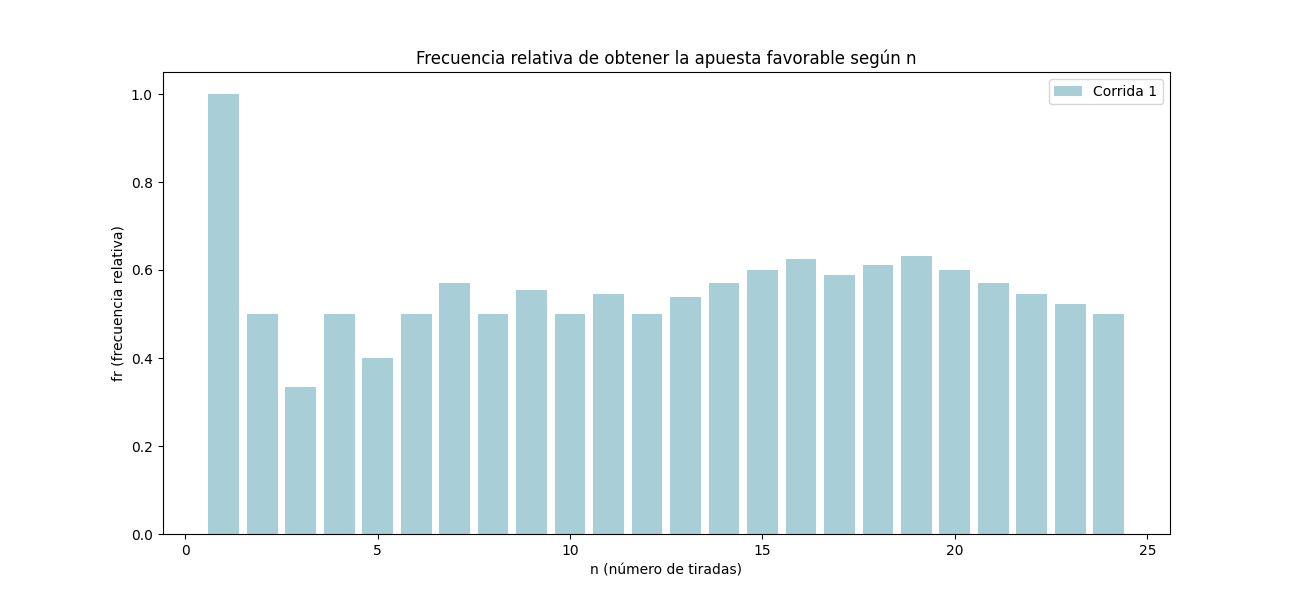 Frecuencia relativa de obtener la apuesta favorable según n
Corrida 1
fr (frecuencia relativa)
1.0
0.8
0.6
0.4
0.2
0.0
0 5 10 15 20 25
n (número de tiradas)